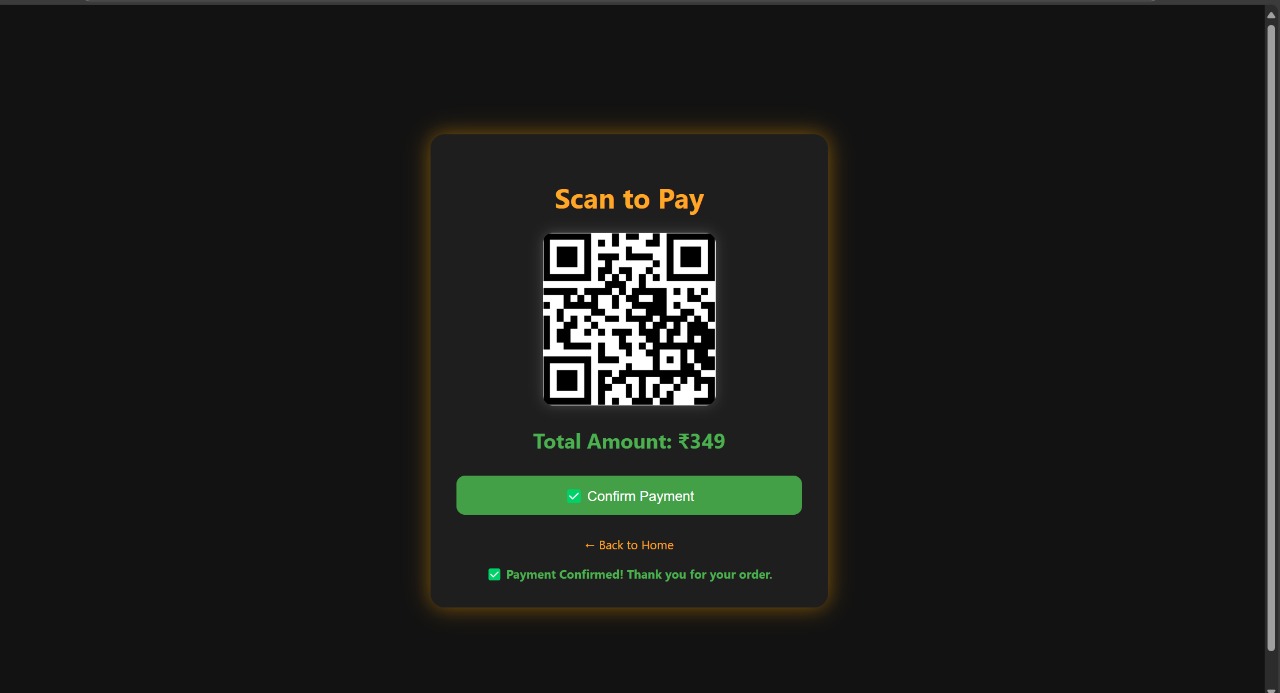 Scan to Pay
Total Amount: ₹349
✅ Confirm Payment
← Back to Home
✅ Payment Confirmed! Thank you for your order.